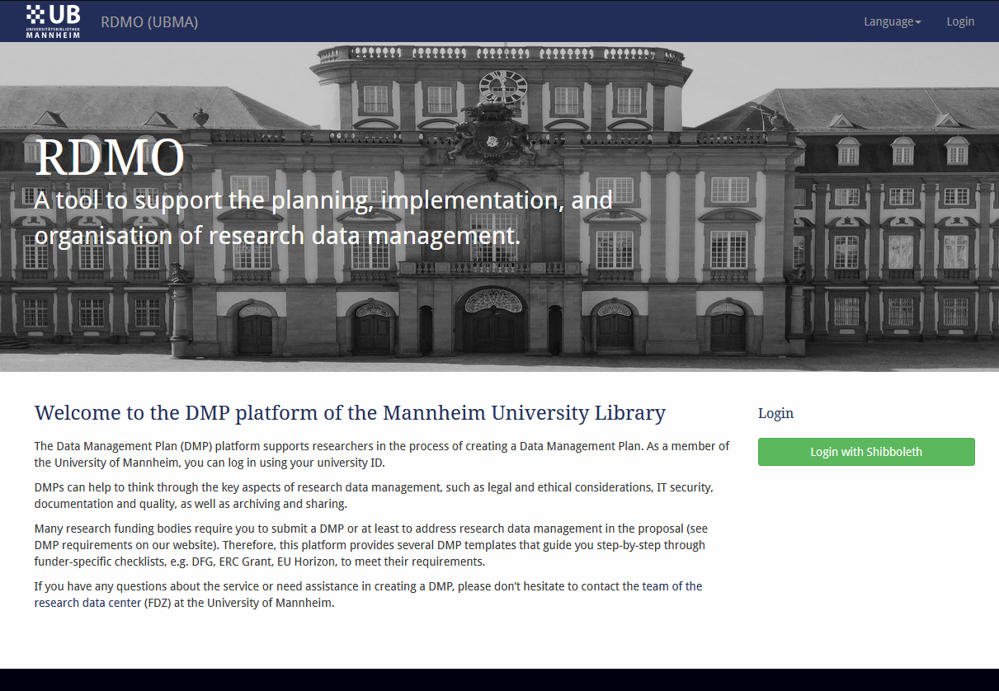 UB
UNIVERSITÄTSBIBLIOTHEK
MANNHEIM
RDMO (UBMA)
Language
Login
RDMO
A tool to support the planning, implementation, and
organisation of research data management.
Welcome to the DMP platform of the Mannheim University Library
The Data Management Plan (DMP) platform supports researchers in the process of creating a Data Management Plan. As a member of
the University of Mannheim, you can log in using your university ID.
DMPs can help to think through the key aspects of research data management, such as legal and ethical considerations, IT security,
documentation and quality, as well as archiving and sharing.
Many research funding bodies require you to submit a DMP or at least to address research data management in the proposal (see
DMP requirements on our website). Therefore, this platform provides several DMP templates that guide you step-by-step through
funder-specific checklists, e.g. DFG, ERC Grant, EU Horizon, to meet their requirements.
If you have any questions about the service or need assistance in creating a DMP, please don’t hesitate to contact the team of the
research data center (FDZ) at the University of Mannheim.
Login
Login with Shibboleth